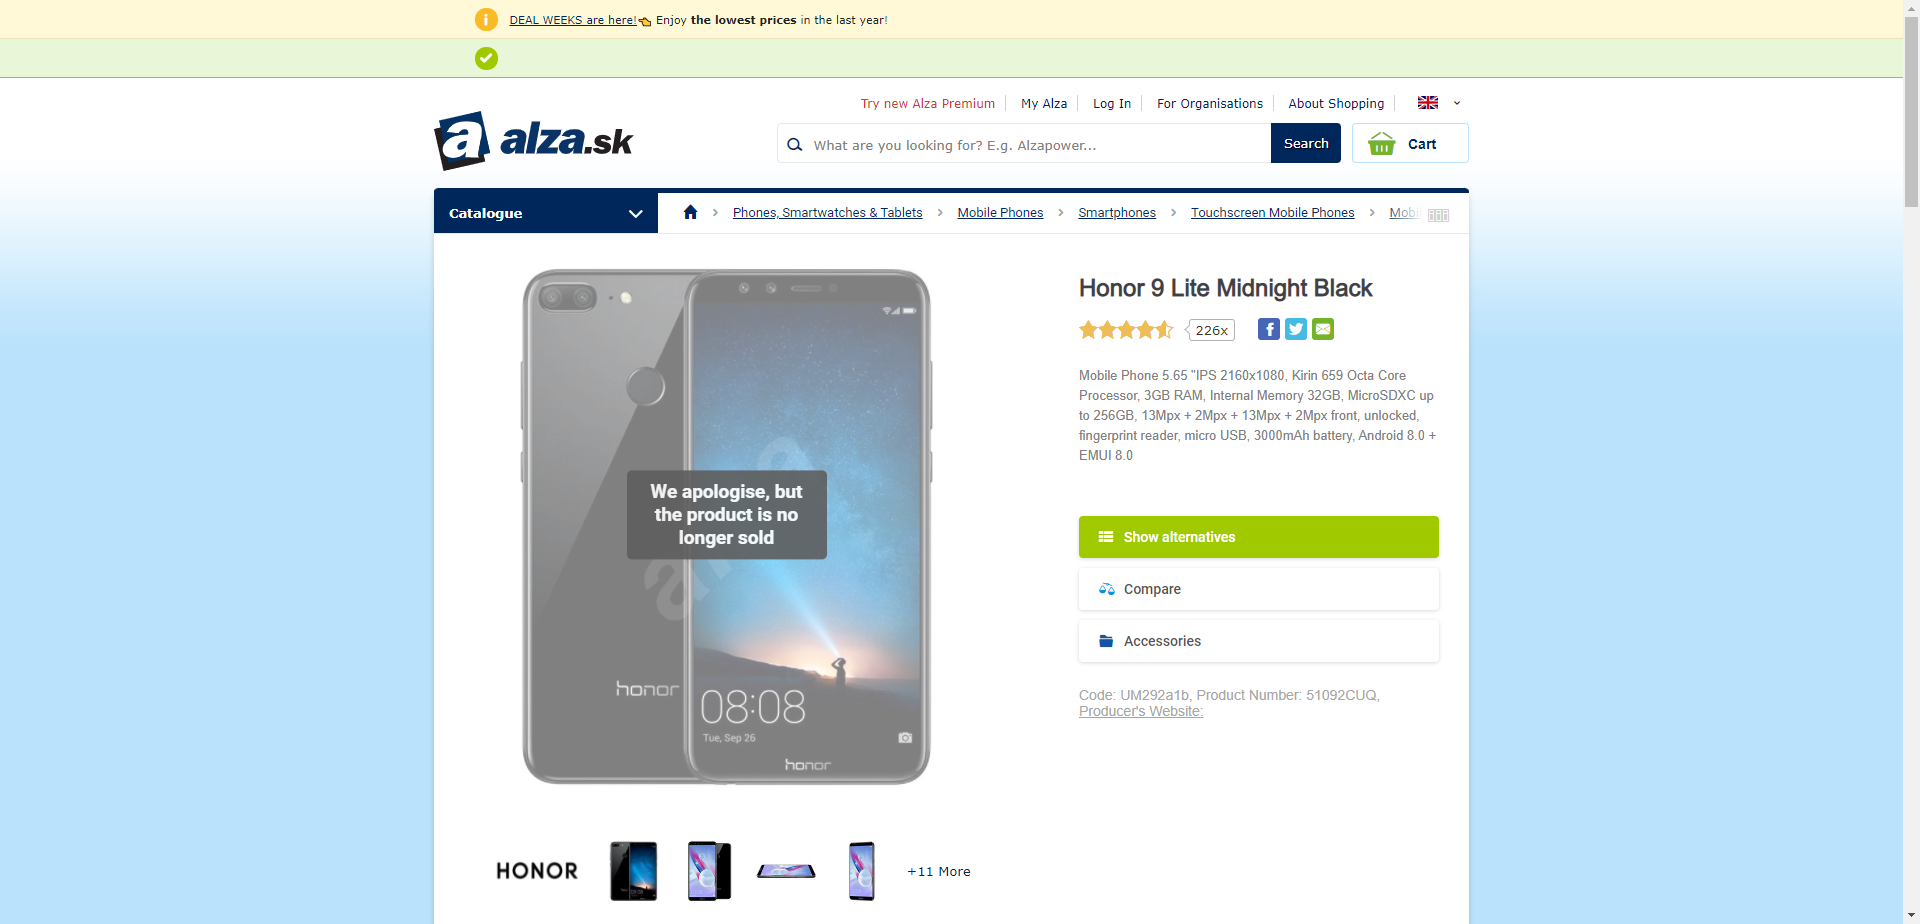 DEAL WEEKS are here! Enjoy the lowest prices in the last year!
Try new Alza Premium
My Alza
Log In
For Organisations
About Shopping
a alza.sk
What are you looking for? E.g. Alzapower...
Search
Cart
Catalogue
Phones, Smartwatches & Tablets
Mobile Phones
Smartphones
Touchscreen Mobile Phones
We apologise, but
the product is no
longer sold
honor
08:08
Tue, Sep 26
honor
Honor 9 Lite Midnight Black
226x
Mobile Phone 5.65 "IPS 2160x1080, Kirin 659 Octa Core
Processor, 3GB RAM, Internal Memory 32GB, MicroSDXC up
to 256GB, 13Mpx + 2Mpx + 13Mpx + 2Mpx front, unlocked,
fingerprint reader, micro USB, 3000mAh battery, Android 8.0 +
EMUI 8.0
Show alternatives
Compare
Accessories
Code: UM292a1b, Product Number: 51092CUQ,
Producer's Website:
HONOR
+11 More